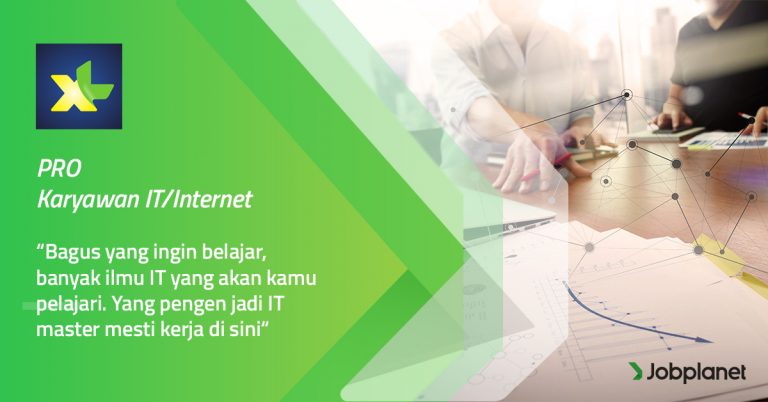 XL
PRO
Karyawan IT/Internet
“Bagus yang ingin belajar,
banyak ilmu IT yang akan kamu
pelajari. Yang pengen jadi IT
master mesti kerja di sini“
Jobplanet